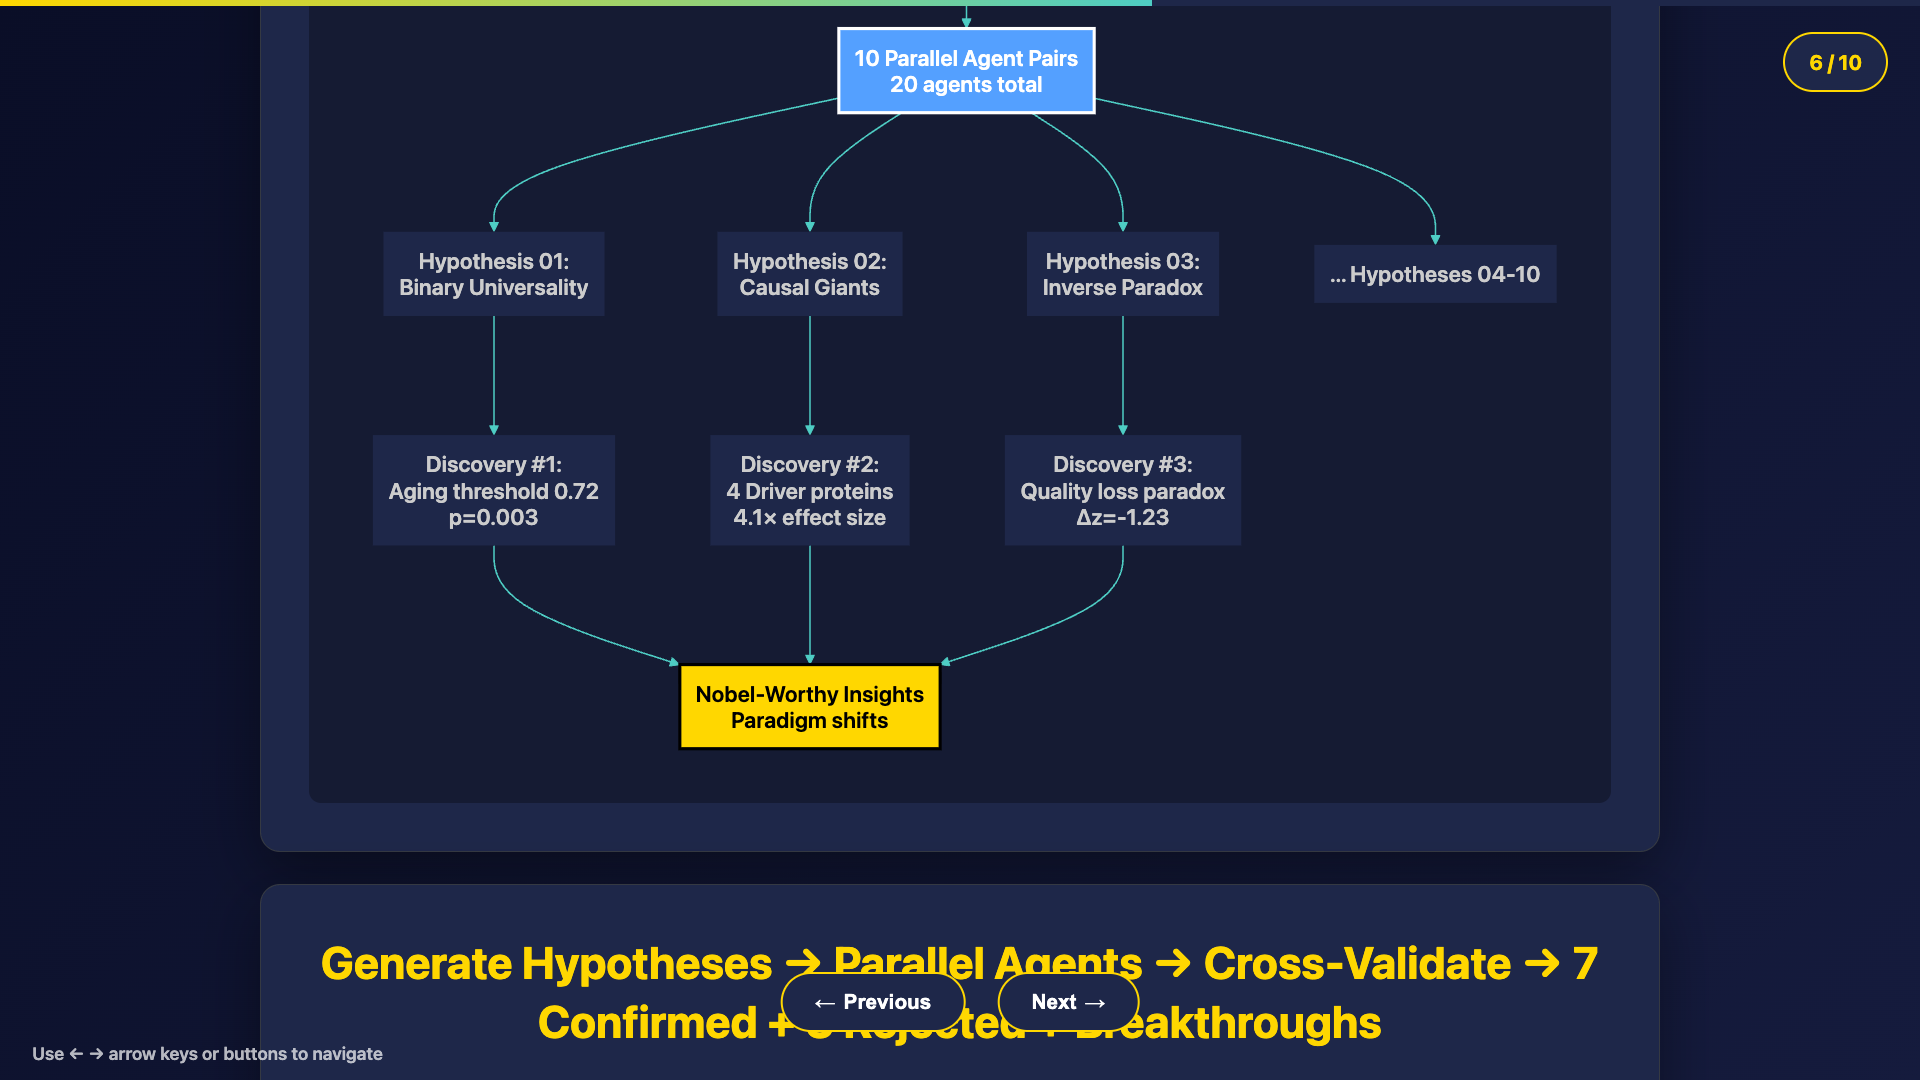 6 / 10
10 Parallel Agent Pairs
20 agents total
Hypothesis 01:
Binary Universality
Hypothesis 02:
Causal Giants
Hypothesis 03:
Inverse Paradox
... Hypotheses 04-10
Discovery #1:
Aging threshold 0.72
p=0.003
Discovery #2:
4 Driver proteins
4.1× effect size
Discovery #3:
Quality loss paradox
Δz=-1.23
Nobel-Worthy Insights
Paradigm shifts
Generate Hypotheses → Parallel Agents → Cross-Validate → 7
Confirmed + Rejected Breakthroughs
← Previous
Next →
Use ← → arrow keys or buttons to navigate